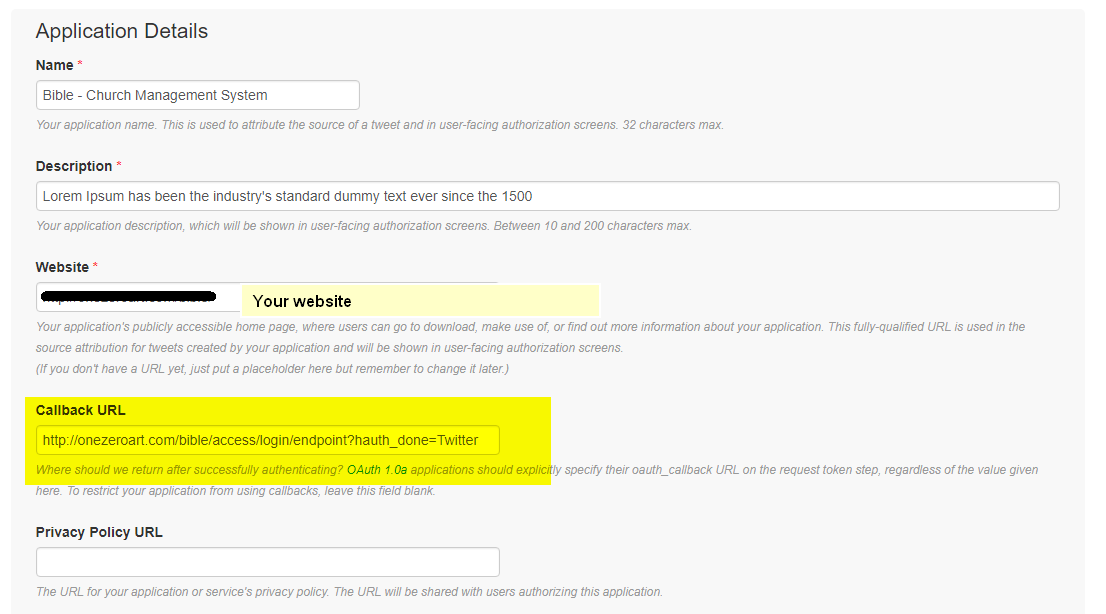 Application Details
Name *
Bible - Church Management System
Your application name. This is used to attribute the source of a tweet and in user-facing authorization screens. 32 characters max.
Description *
Lorem Ipsum has been the industry's standard dummy text ever since the 1500
Your application description, which will be shown in user-facing authorization screens. Between 10 and 200 characters max.
Website *
Your website
Your application's publicly accessible home page, where users can go to download, make use of, or find out more information about your application. This fully-qualified URL is used in the
source attribution for tweets created by your application and will be shown in user-facing authorization screens.
(If you don't have a URL yet, just put a placeholder here but remember to change it later.)
Callback URL
http://onezeroart.com/bible/access/login/endpoint?hauth_done=Twitter
Where should we return after successfully authenticating? OAuth 1.0a applications should explicitly specify their oauth_callback URL on the request token step, regardless of the value given
here. To restrict your application from using callbacks, leave this field blank.
Privacy Policy URL
The URL for your application or service's privacy policy. The URL will be shared with users authorizing this application.